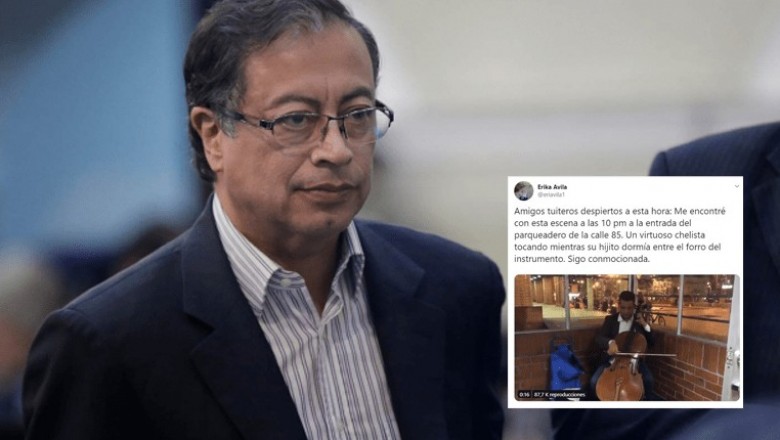 Erika Avila
@eriavila1
Amigos tuiteros despiertos a esta hora: Me encontré
con esta escena a las 10 pm a la entrada del
parqueadero de la calle 85. Un virtuoso chelista
tocando mientras su hijito dormía entre el forro del
instrumento. Sigo conmocionada.
0:16 87,7 K reproducciones